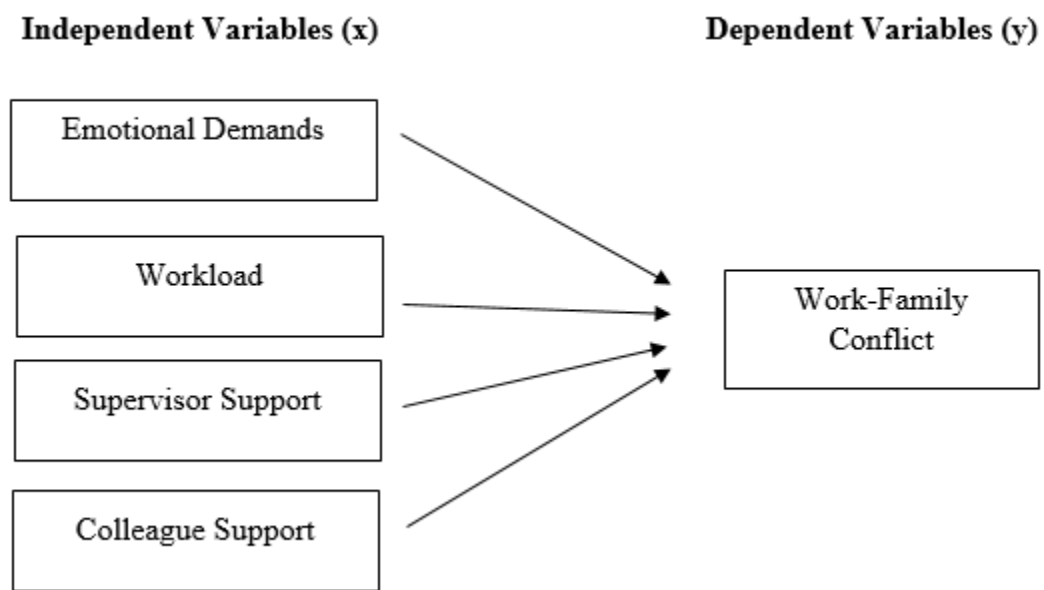 Independent Variables (x)
Dependent Variables (y)
Emotional Demands
Workload
Supervisor Support
Colleague Support
Work-Family
Conflict